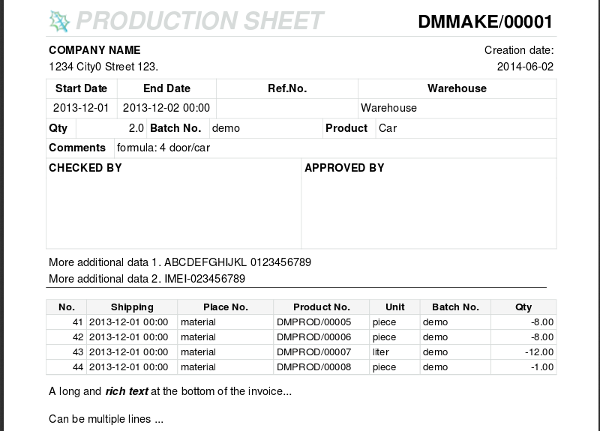 PRODUCTION SHEET DMMAKE/00001
COMPANY NAME Creation date:
1234 City0 Street 123. 2014-06-02
Start Date End Date Ref.No. Warehouse
2013-12-01 2013-12-02 00:00 Warehouse
Qty 2.0 Batch No. demo Product Car
Comments formula: 4 door/car
CHECKED BY APPROVED BY
More additional data 1. ABCDEFGHIJKL 0123456789
More additional data 2. IMEI-023456789
No. Shipping Place No. Product No. Unit Batch No. Qty
41 2013-12-01 00:00 material DMPROD/00005 piece demo -8.00
42 2013-12-01 00:00 material DMPROD/00006 piece demo -8.00
43 2013-12-01 00:00 material DMPROD/00007 liter demo -12.00
44 2013-12-01 00:00 material DMPROD/00008 piece demo -1.00
A long and rich text at the bottom of the invoice...
Can be multiple lines ...